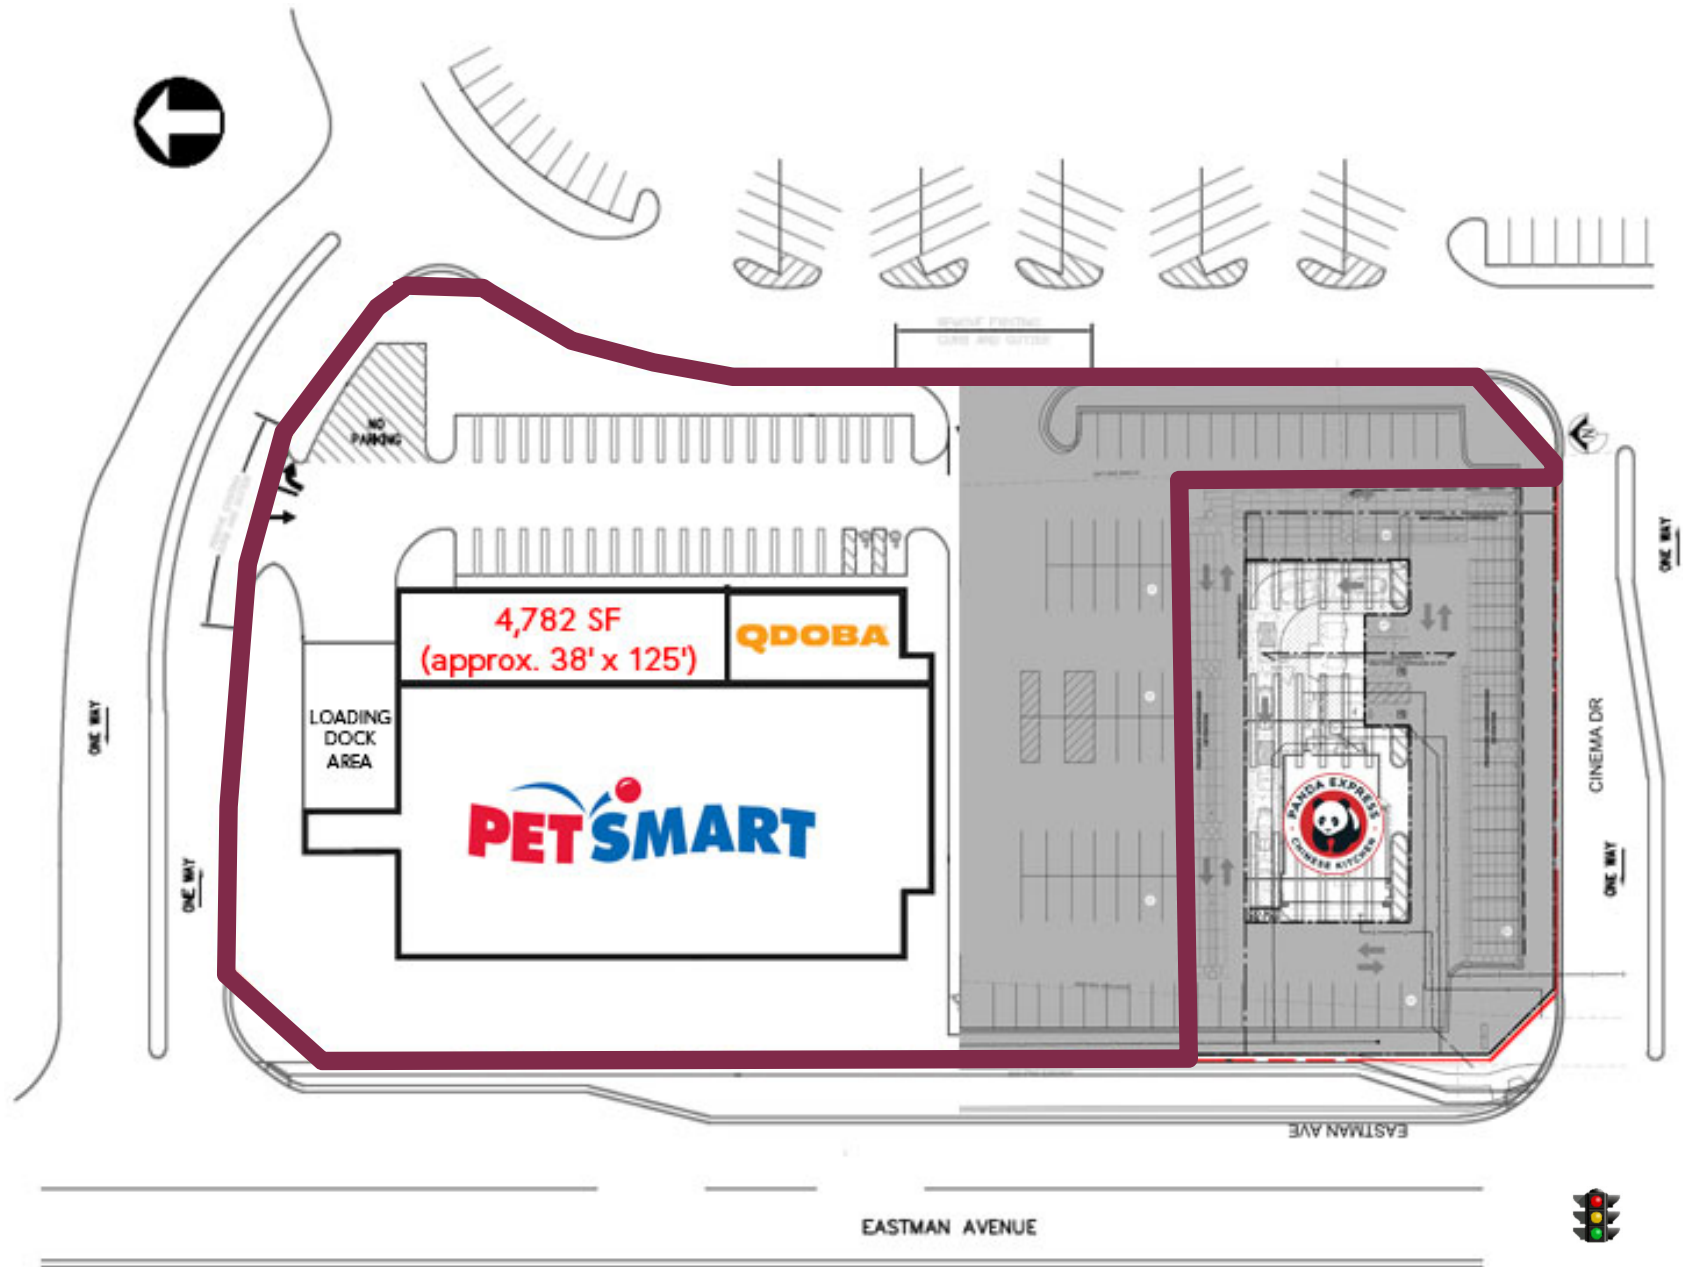 NO
PARKING
4,782 SF
(approx. 38' x 125')
QDOBA
LOADING
DOCK
AREA
PETSMART
PANDA EXPRESS
CHINESE KITCHEN
N
ONE WAY
ONE WAY
ONE WAY
ONE WAY
CINEMA DR
EASTMAN AVE
EASTMAN AVENUE